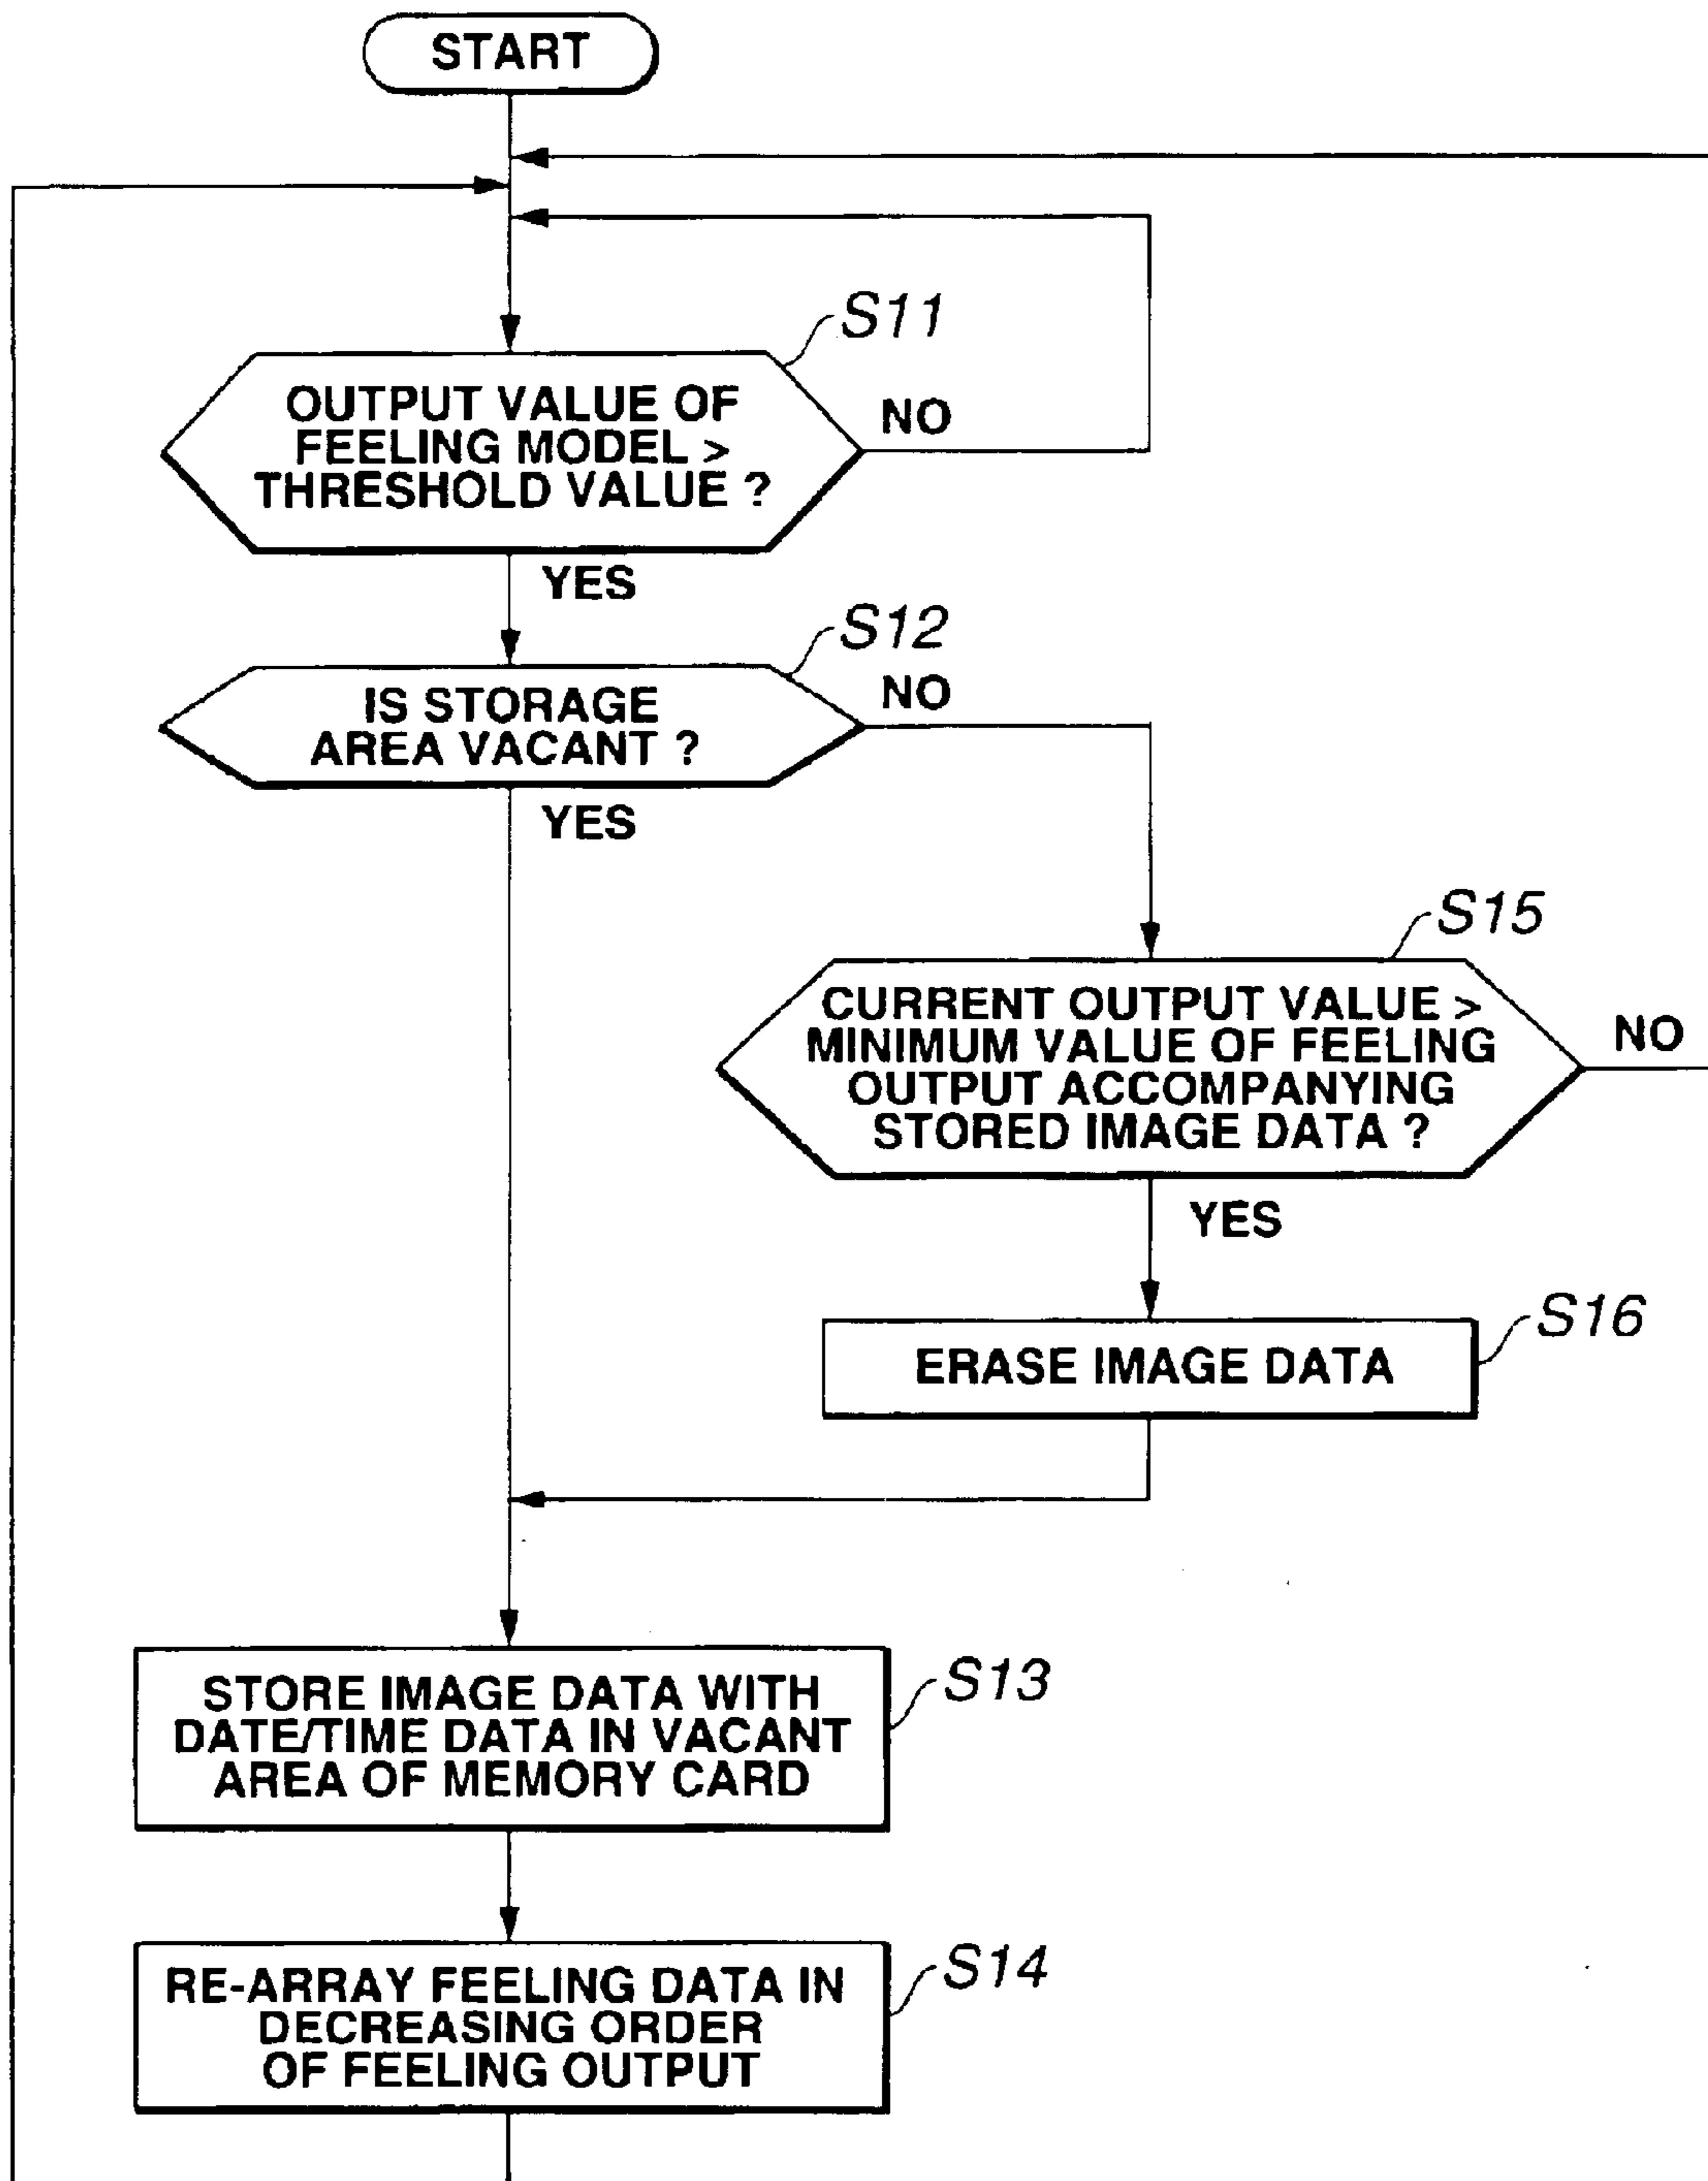 START
S11
OUTPUT VALUE OF
FEELING MODEL >
THRESHOLD VALUE ?
NO
YES
S12
IS STORAGE
AREA VACANT ?
NO
YES
S15
CURRENT OUTPUT VALUE >
MINIMUM VALUE OF FEELING
OUTPUT ACCOMPANYING
STORED IMAGE DATA ?
NO
YES
S16
ERASE IMAGE DATA
S13
STORE IMAGE DATA WITH
DATE/TIME DATA IN VACANT
AREA OF MEMORY CARD
S14
RE-ARRAY FEELING DATA IN
DECREASING ORDER
OF FEELING OUTPUT